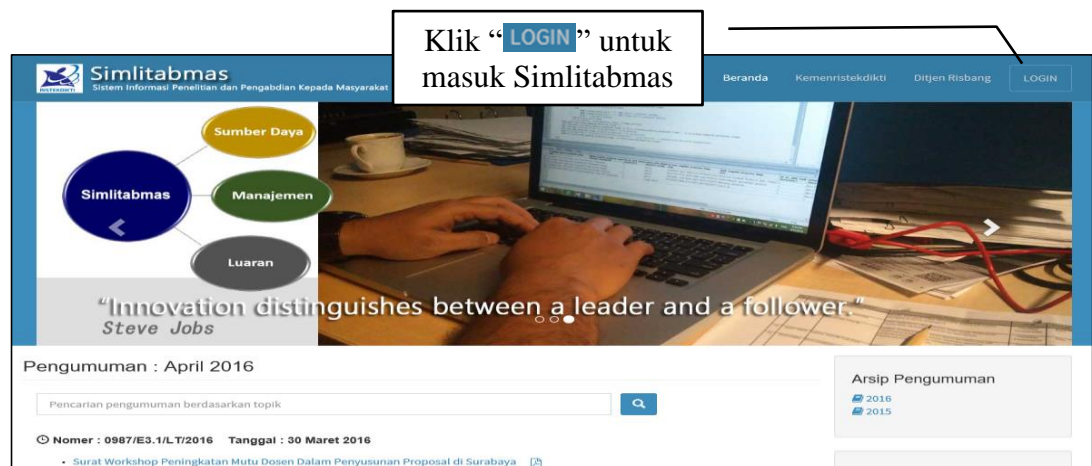 Klik “LOGIN” untuk
masuk Simlitabmas
RISTEKDIKTI
Simlitabmas
Sistem Informasi Penelitian dan Pengabdian Kepada Masyarakat
Beranda Kemenristekdikti Ditjen Risbang LOGIN
Sumber Daya
Simlitabmas
Manajemen
Luaran
“Innovation distinguishes between a leader and a follower.”
Steve Jobs
Pengumuman : April 2016
Pencarian pengumuman berdasarkan topik
Nomer : 0987/E3.1/LT/2016 Tanggal : 30 Maret 2016
• Surat Workshop Peningkatan Mutu Dosen Dalam Penyusunan Proposal di Surabaya
Arsip Pengumuman
2016
2015